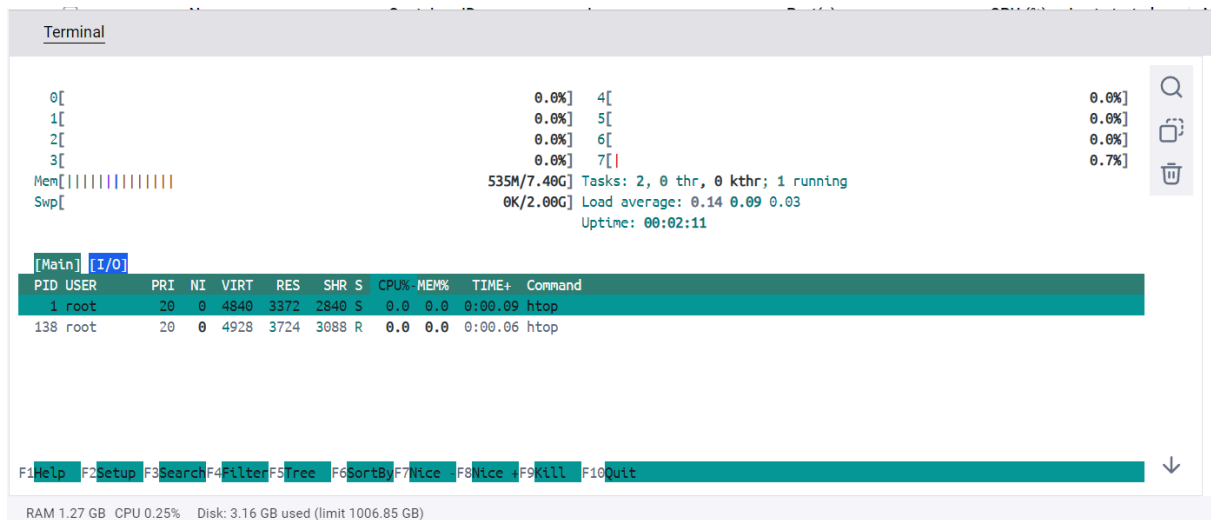 Terminal
0[ 0.0%] 4[ 0.0%]
1[ 0.0%] 5[ 0.0%]
2[ 0.0%] 6[ 0.0%]
3[ 0.0%] 7[| 0.7%]
Mem[||||||||||||||| 535M/7.40G] Tasks: 2, 0 thr, 0 kthr; 1 running
Swp[ 0K/2.00G] Load average: 0.14 0.09 0.03
Uptime: 00:02:11
[Main] [I/O]
PID USER PRI NI VIRT RES SHR S CPU%-MEM% TIME+ Command
1 root 20 0 4840 3372 2840 S 0.0 0.0 0:00.09 htop
138 root 20 0 4928 3724 3088 R 0.0 0.0 0:00.06 htop
F1Help F2Setup F3SearchF4FilterF5Tree F6SortByF7Nice -F8Nice +F9Kill F10Quit
RAM 1.27 GB CPU 0.25% Disk: 3.16 GB used (limit 1006.85 GB)